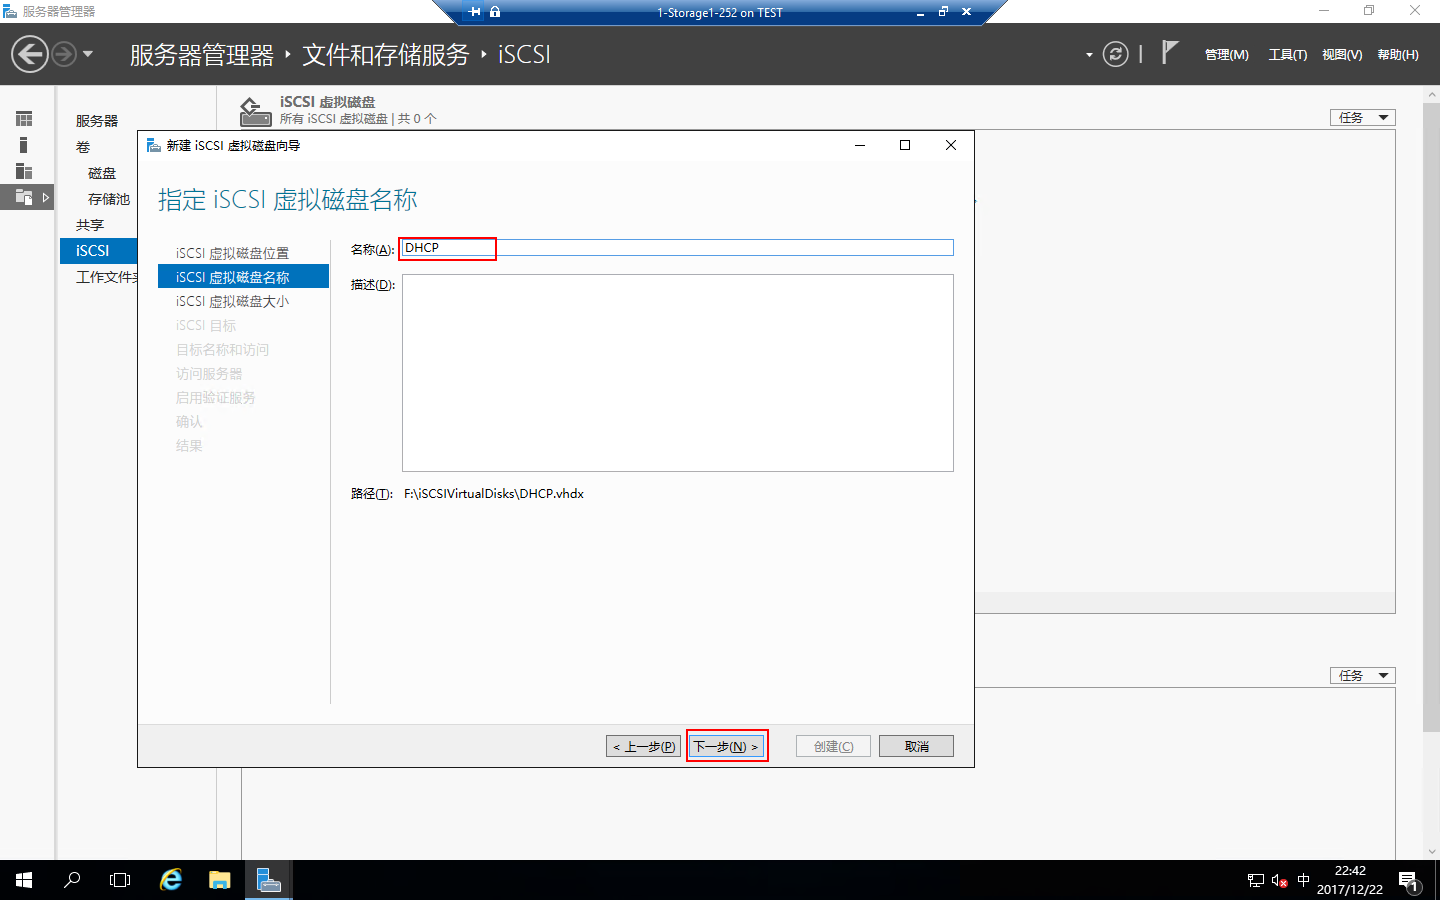 服务器管理器
1-Storage1-252 on TEST
服务器管理器 ‣ 文件和存储服务 ‣ iSCSI
管理(M) 工具(T) 视图(V) 帮助(H)
服务器
卷
磁盘
存储池
共享
iSCSI
工作文件夹
iSCSI 虚拟磁盘
所有 iSCSI 虚拟磁盘 | 共 0 个
任务
新建 iSCSI 虚拟磁盘向导
指定 iSCSI 虚拟磁盘名称
iSCSI 虚拟磁盘位置
iSCSI 虚拟磁盘名称
iSCSI 虚拟磁盘大小
iSCSI 目标
目标名称和访问
访问服务器
启用验证服务
确认
结果
名称(A): DHCP
描述(D):
路径(T): F:\iSCSIVirtualDisks\DHCP.vhdx
任务
< 上一步(P) 下一步(N) > 创建(C) 取消
中
22:42
2017/12/22
1